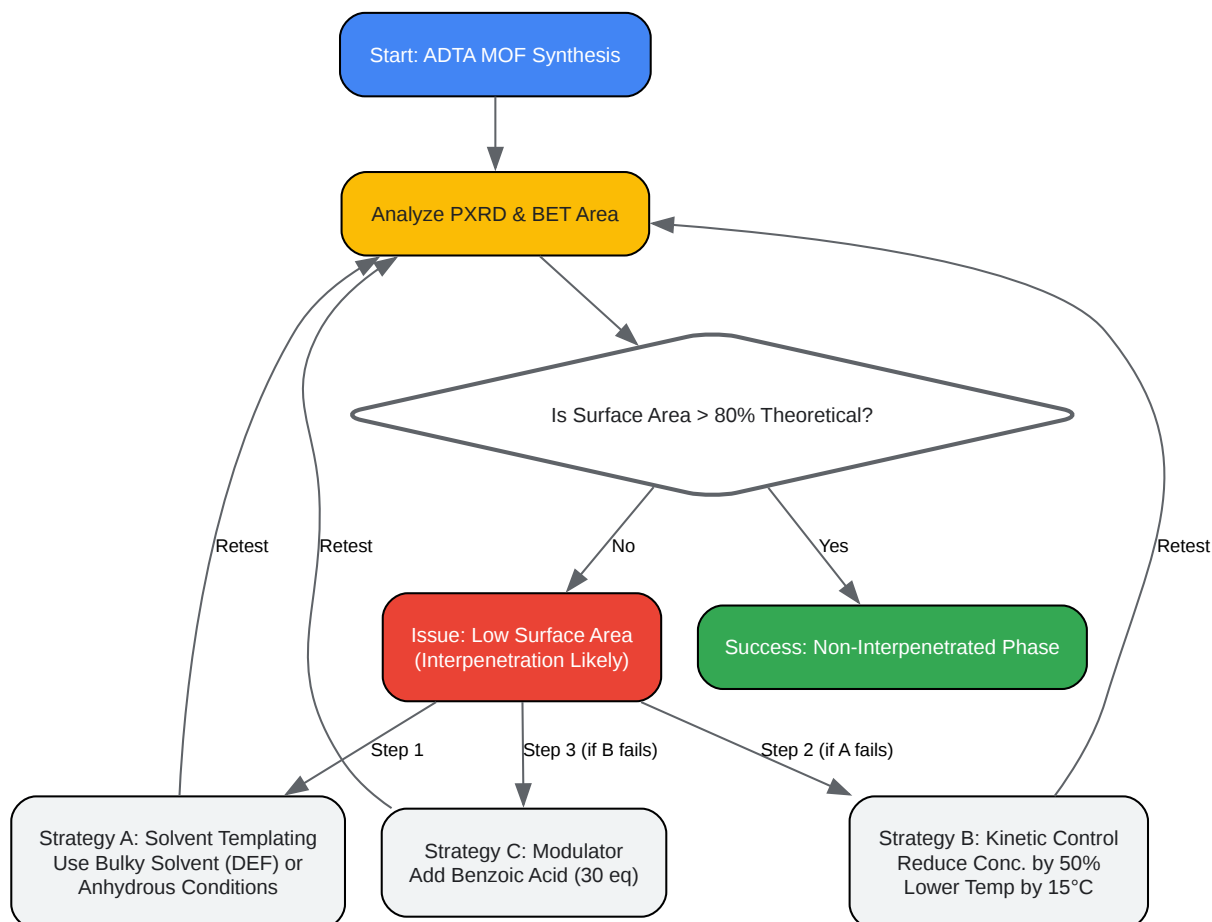 Start: ADTA MOF Synthesis
Analyze PXRD & BET Area
Is Surface Area > 80% Theoretical?
Retest
Retest
No
Yes
Retest
Issue: Low Surface Area
(Interpenetration Likely)
Success: Non-Interpenetrated Phase
Step 1
Step 3 (if B fails)
Step 2 (if A fails)
Strategy A: Solvent Templating
Use Bulky Solvent (DEF) or
Anhydrous Conditions
Strategy C: Modulator
Add Benzoic Acid (30 eq)
Strategy B: Kinetic Control
Reduce Conc. by 50%
Lower Temp by 15°C